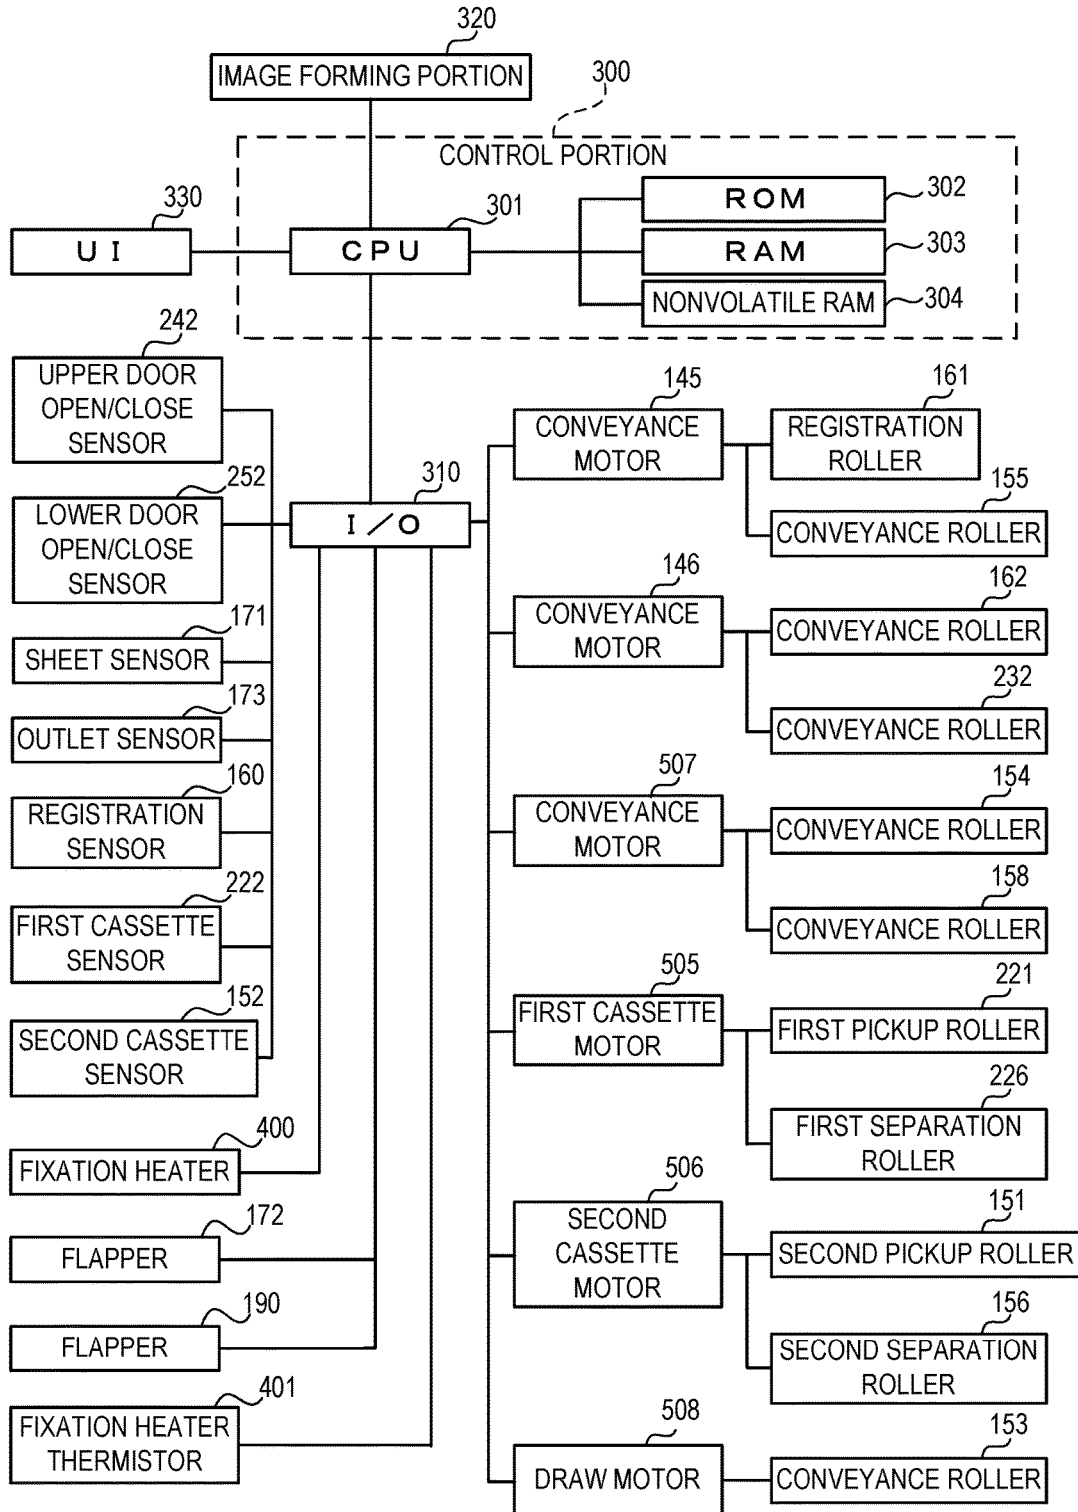 320
IMAGE FORMING PORTION
300
CONTROL PORTION
330
UI
301
CPU
ROM
302
RAM
303
NONVOLATILE RAM
304
242
UPPER DOOR
OPEN/CLOSE
SENSOR
252
LOWER DOOR
OPEN/CLOSE
SENSOR
171
SHEET SENSOR
173
OUTLET SENSOR
160
REGISTRATION
SENSOR
222
FIRST CASSETTE
SENSOR
152
SECOND CASSETTE
SENSOR
400
FIXATION HEATER
172
FLAPPER
190
FLAPPER
401
FIXATION HEATER
THERMISTOR
310
I/O
145
CONVEYANCE
MOTOR
161
REGISTRATION
ROLLER
155
CONVEYANCE ROLLER
146
CONVEYANCE
MOTOR
162
CONVEYANCE ROLLER
232
CONVEYANCE ROLLER
507
CONVEYANCE
MOTOR
154
CONVEYANCE ROLLER
158
CONVEYANCE ROLLER
505
FIRST CASSETTE
MOTOR
221
FIRST PICKUP ROLLER
226
FIRST SEPARATION
ROLLER
506
SECOND
CASSETTE
MOTOR
151
SECOND PICKUP ROLLER
156
SECOND SEPARATION
ROLLER
508
DRAW MOTOR
153
CONVEYANCE ROLLER